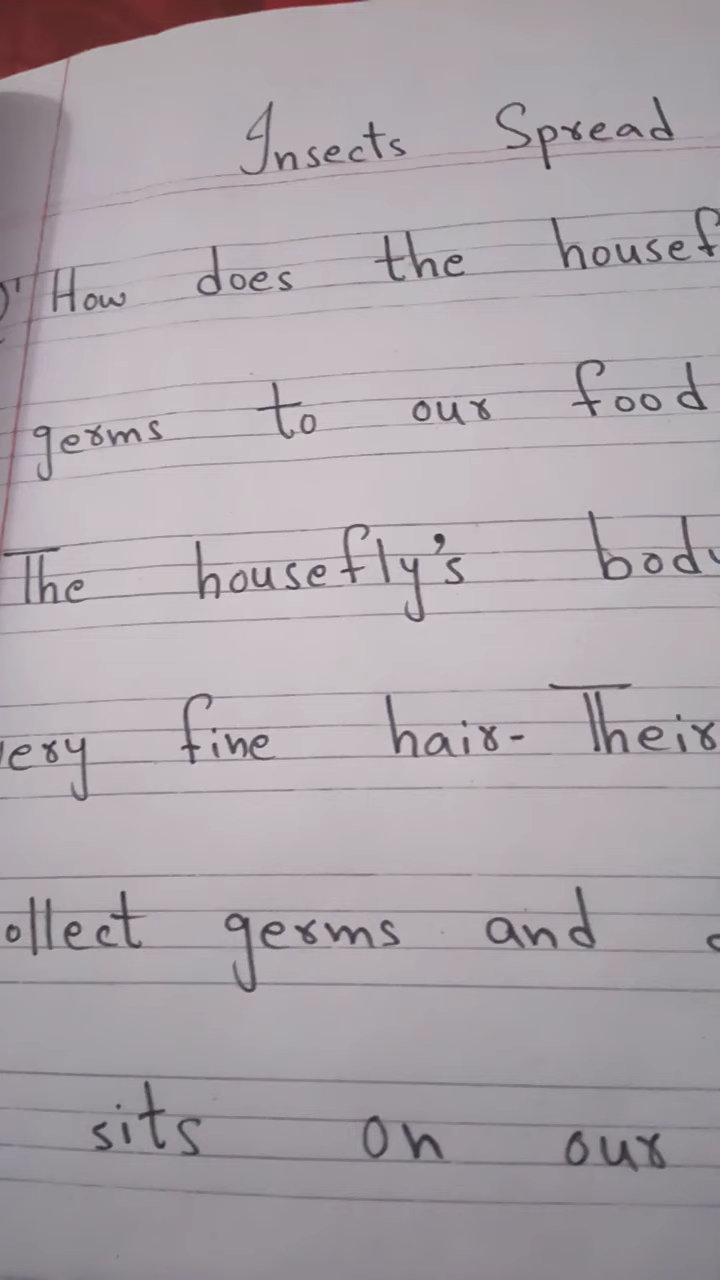 Insects Spread
How does the housef
germs to our food
The housefly's body
ery fine hair- Their
ollect germs and
sits on our